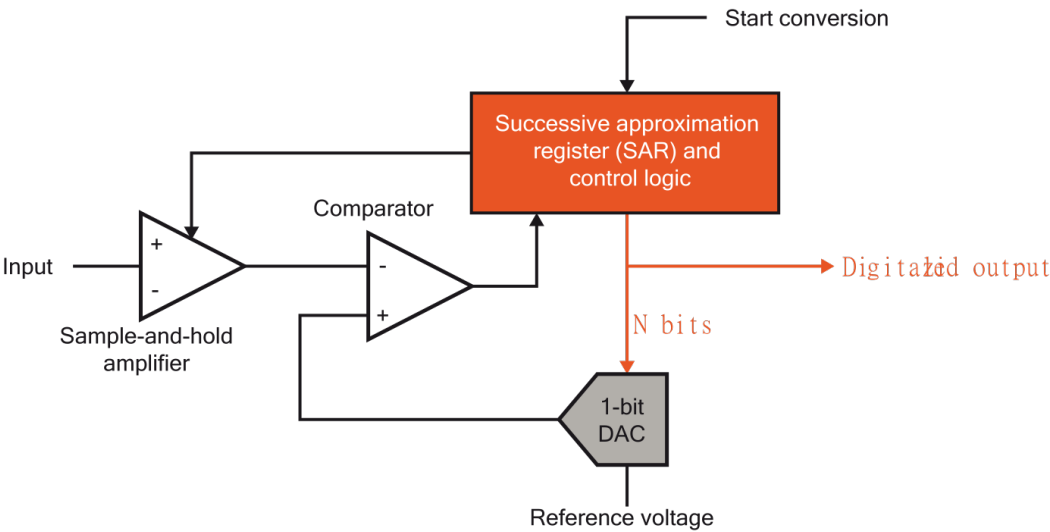 Start conversion
Successive approximation
register (SAR) and
control logic
Comparator
Input
+
-
-
+
Sample-and-hold
amplifier
output
N bits
1-bit
DAC
Reference voltage